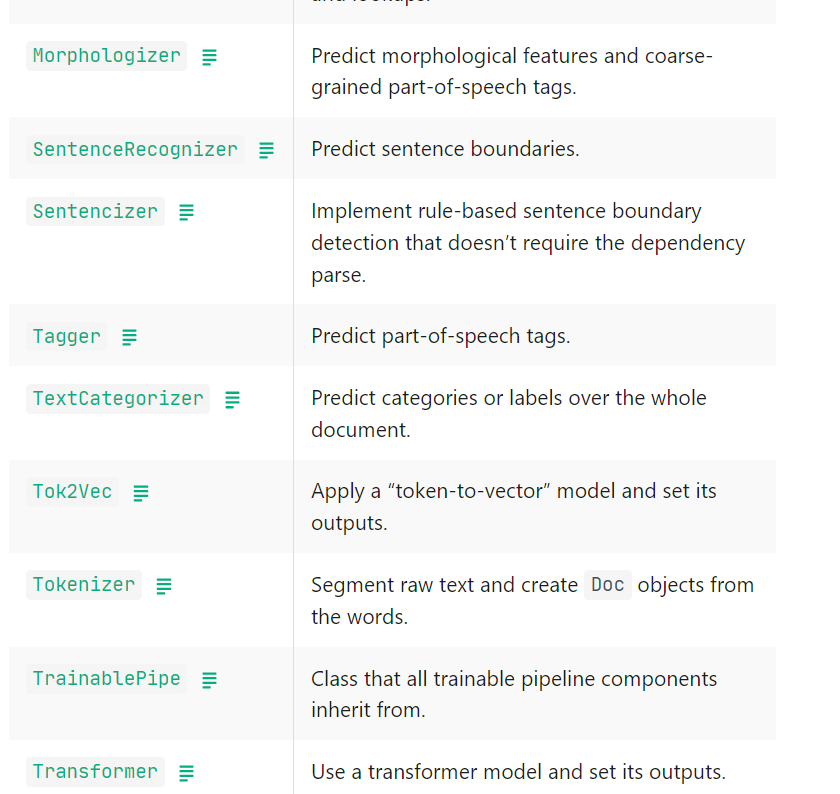 and lookups.
Morphologizer
Predict morphological features and coarse-
grained part-of-speech tags.
SentenceRecognizer
Predict sentence boundaries.
Sentencizer
Implement rule-based sentence boundary
detection that doesn’t require the dependency
parse.
Tagger
Predict part-of-speech tags.
TextCategorizer
Predict categories or labels over the whole
document.
Tok2Vec
Apply a “token-to-vector” model and set its
outputs.
Tokenizer
Segment raw text and create Doc objects from
the words.
TrainablePipe
Class that all trainable pipeline components
inherit from.
Transformer
Use a transformer model and set its outputs.